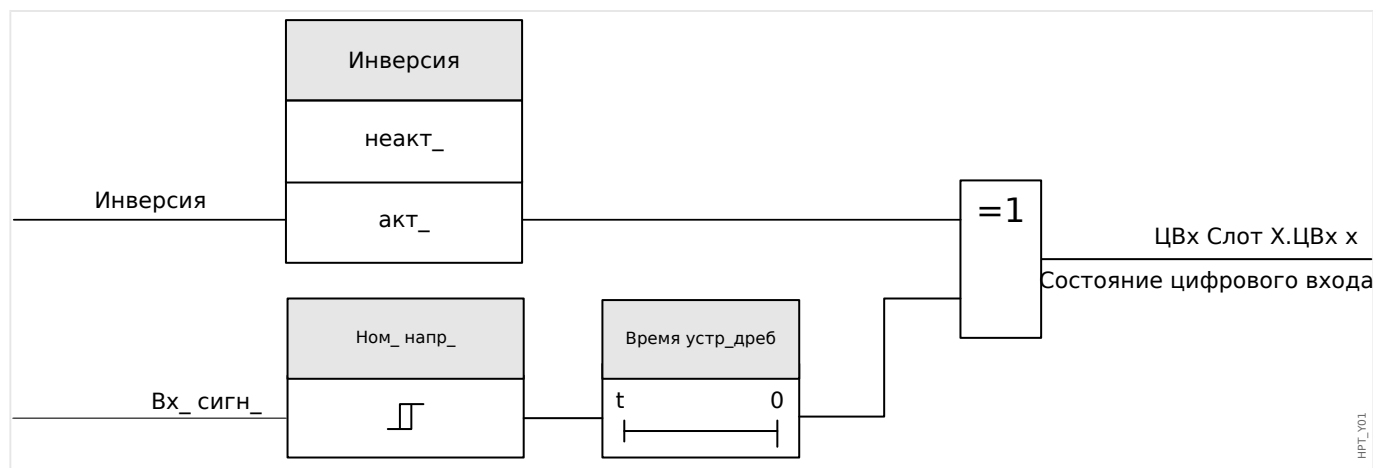 Инверсия
неакт_
Инверсия
акт_
=1
ЦВх Слот X.ЦВх x
Состояние цифрового входа
Ном_ напр_
Время устр_дреб
Вх_ сигн_
t 0
HPT_Y01